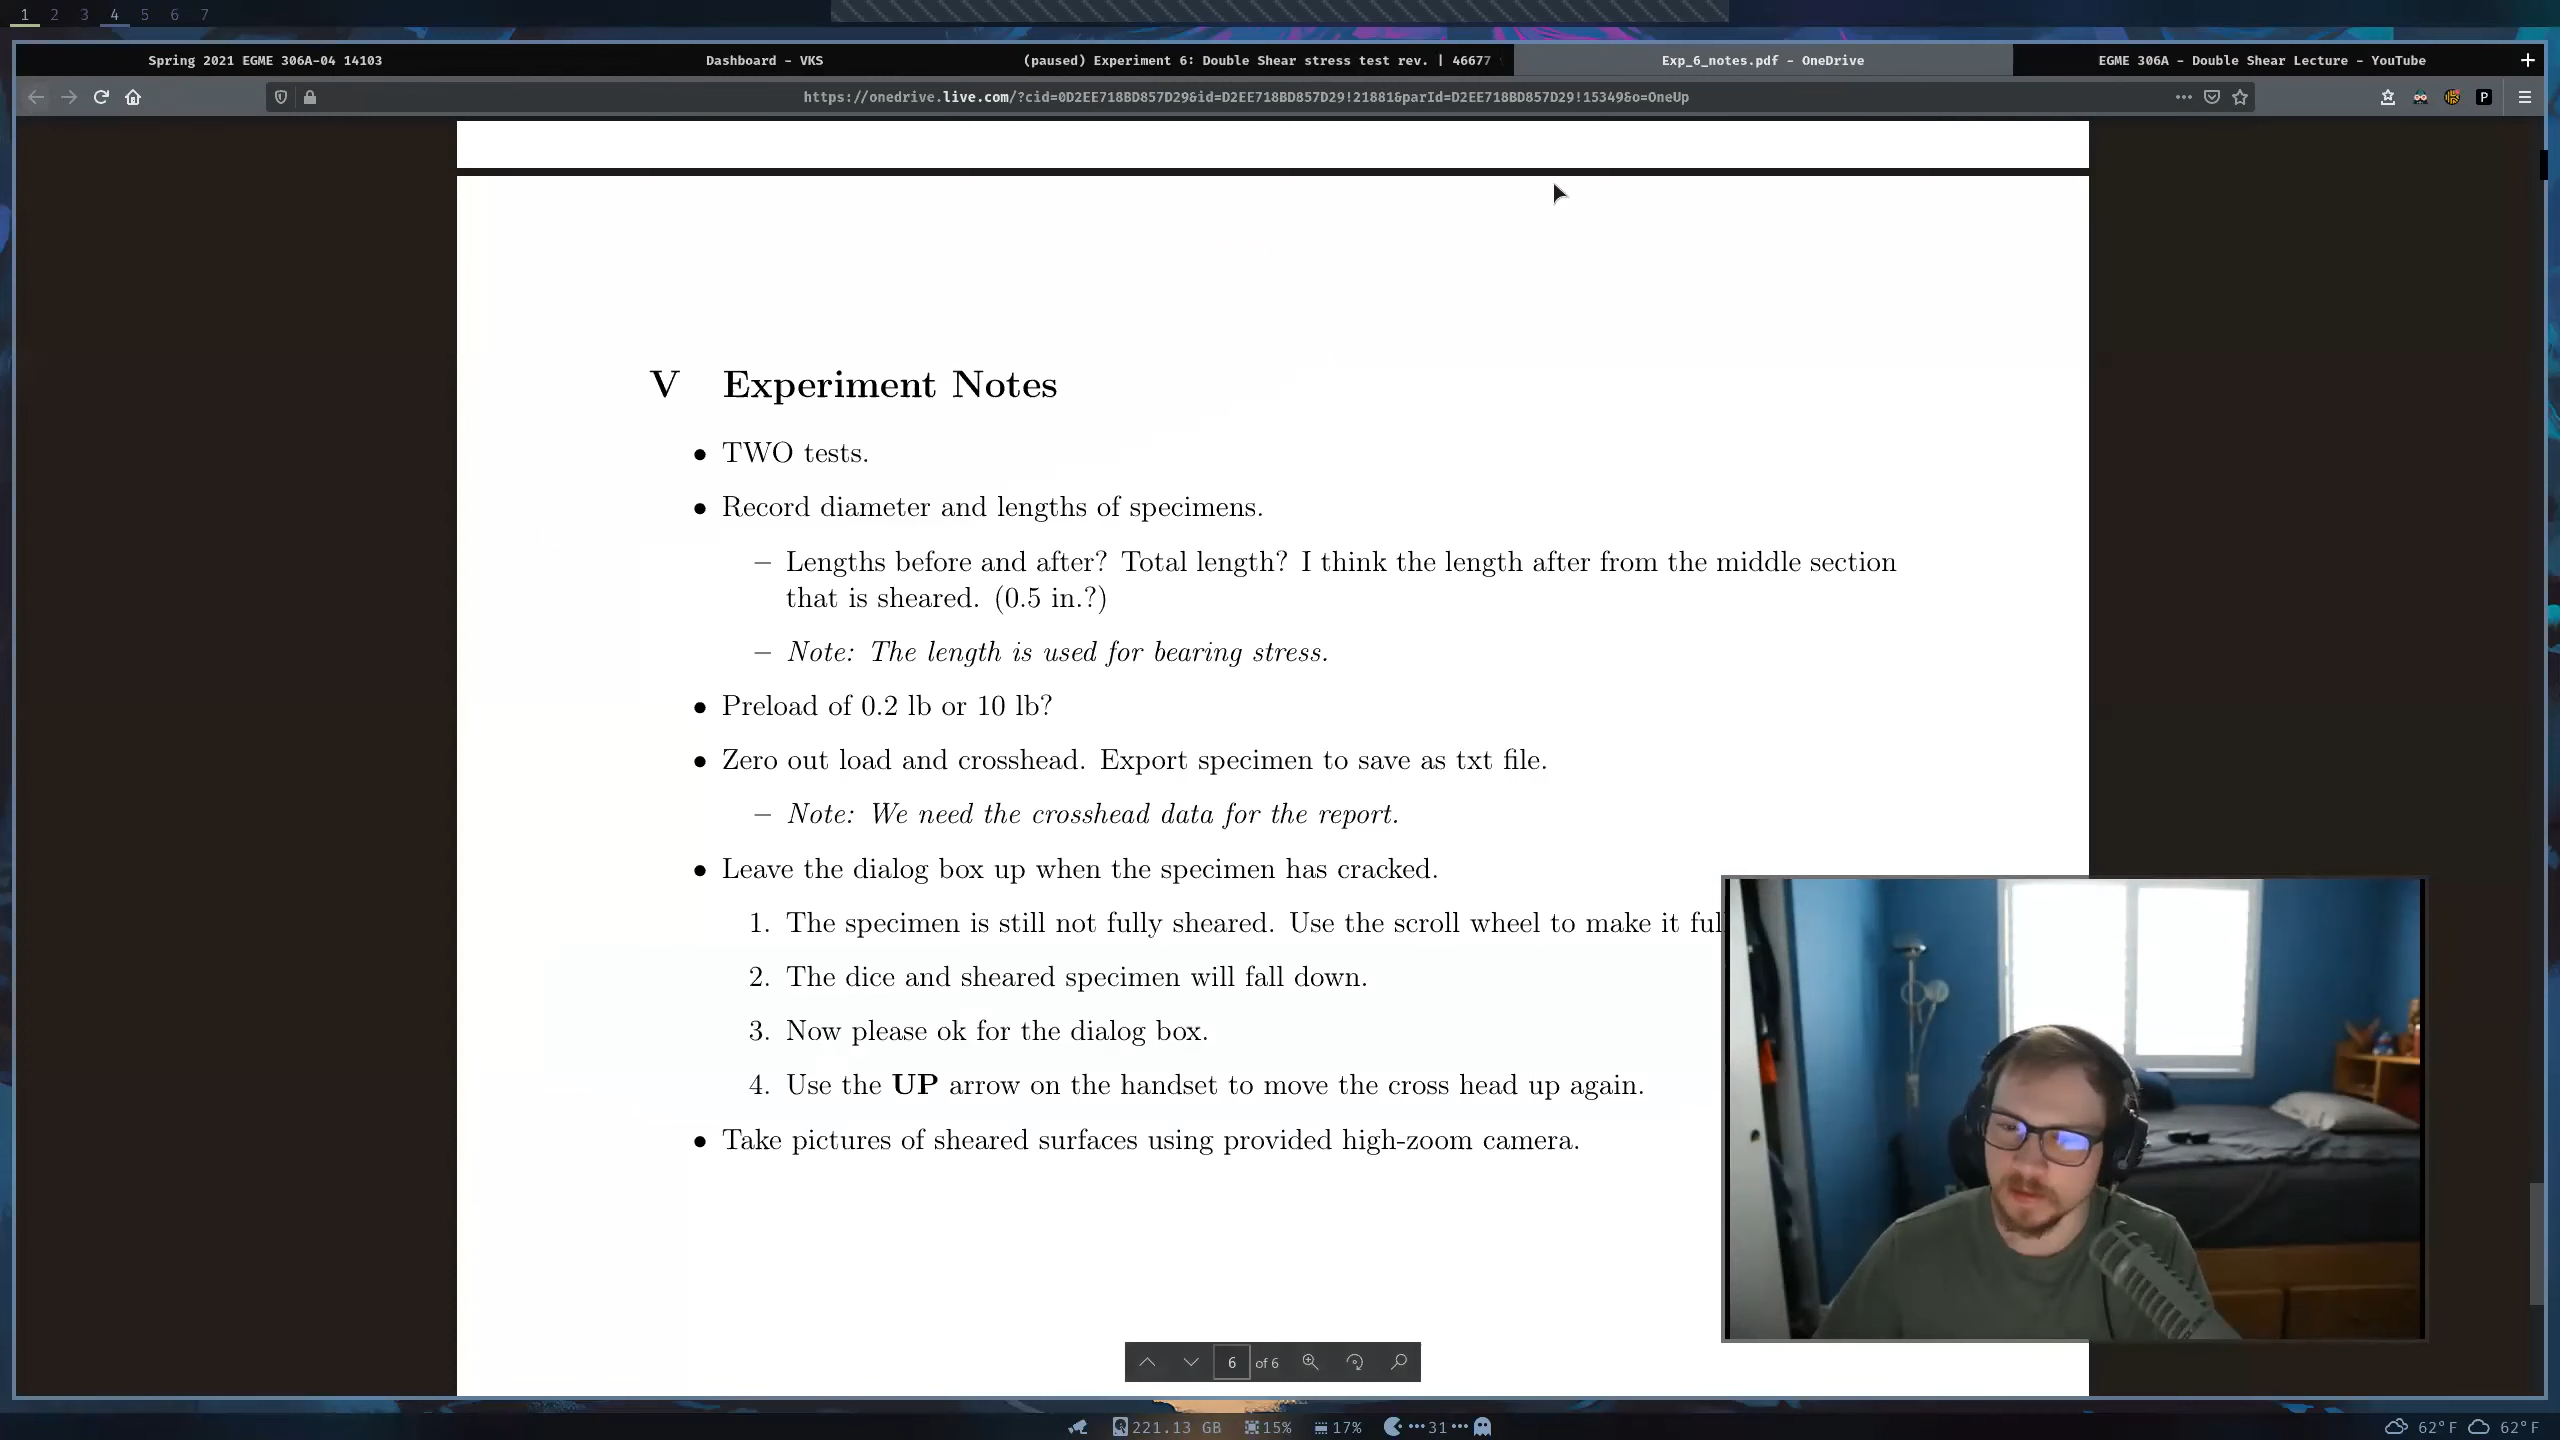 1 2 3 4 5 6 7
Spring 2021 EGME 306A-04 14103
Dashboard - VKS
(paused) Experiment 6: Double Shear stress test rev. | 46677
Exp_6_notes.pdf - OneDrive
EGME 306A - Double Shear Lecture - YouTube
https://onedrive.live.com/?cid=0D2EE718BD857D29&id=D2EE718BD857D29!21881&parId=D2EE718BD857D29!15349&o=OneUp
P
V Experiment Notes
• TWO tests.
• Record diameter and lengths of specimens.
– Lengths before and after? Total length? I think the length after from the middle section
that is sheared. (0.5 in.?)
– Note: The length is used for bearing stress.
• Preload of 0.2 lb or 10 lb?
• Zero out load and crosshead. Export specimen to save as txt file.
– Note: We need the crosshead data for the report.
• Leave the dialog box up when the specimen has cracked.
1. The specimen is still not fully sheared. Use the scroll wheel to make it ful
2. The dice and sheared specimen will fall down.
3. Now please ok for the dialog box.
4. Use the UP arrow on the handset to move the cross head up again.
• Take pictures of sheared surfaces using provided high-zoom camera.
6 of 6
221.13 GB 15% 17% 31
62°F 62°F